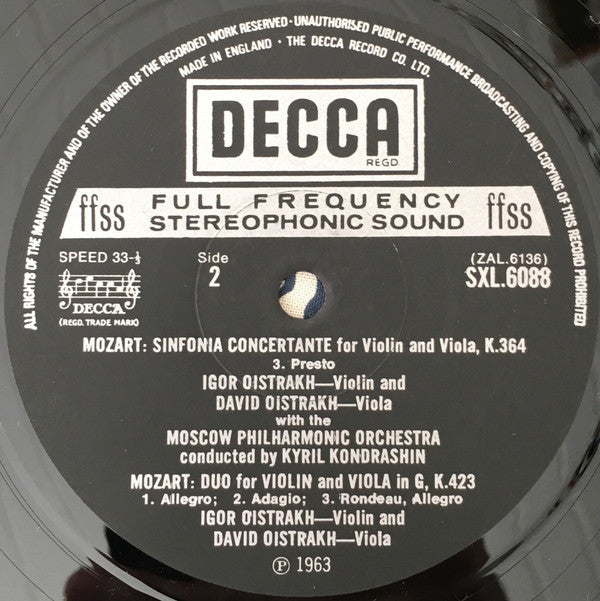 ALL RIGHTS OF THE MANUFACTURER AND OF THE OWNER OF THE RECORDED WORK RESERVED · UNAUTHORISED PUBLIC PERFORMANCE BROADCASTING AND COPYING OF THIS RECORD PROHIBITED
MADE IN ENGLAND · THE DECCA RECORD CO. LTD.
DECCA
REGD.
ffss FULL FREQUENCY STEREOPHONIC SOUND ffss
SPEED 33-⅓
Side
2
(ZAL.6136)
SXL.6088
DECCA
(REGD. TRADE MARK)
MOZART: SINFONIA CONCERTANTE for Violin and Viola, K.364
3. Presto
IGOR OISTRAKH—Violin and
DAVID OISTRAKH—Viola
with the
MOSCOW PHILHARMONIC ORCHESTRA
conducted by KYRIL KONDRASHIN
MOZART: DUO for VIOLIN and VIOLA in G, K.423
1. Allegro; 2. Adagio; 3. Rondeau, Allegro
IGOR OISTRAKH—Violin and
DAVID OISTRAKH—Viola
℗ 1963